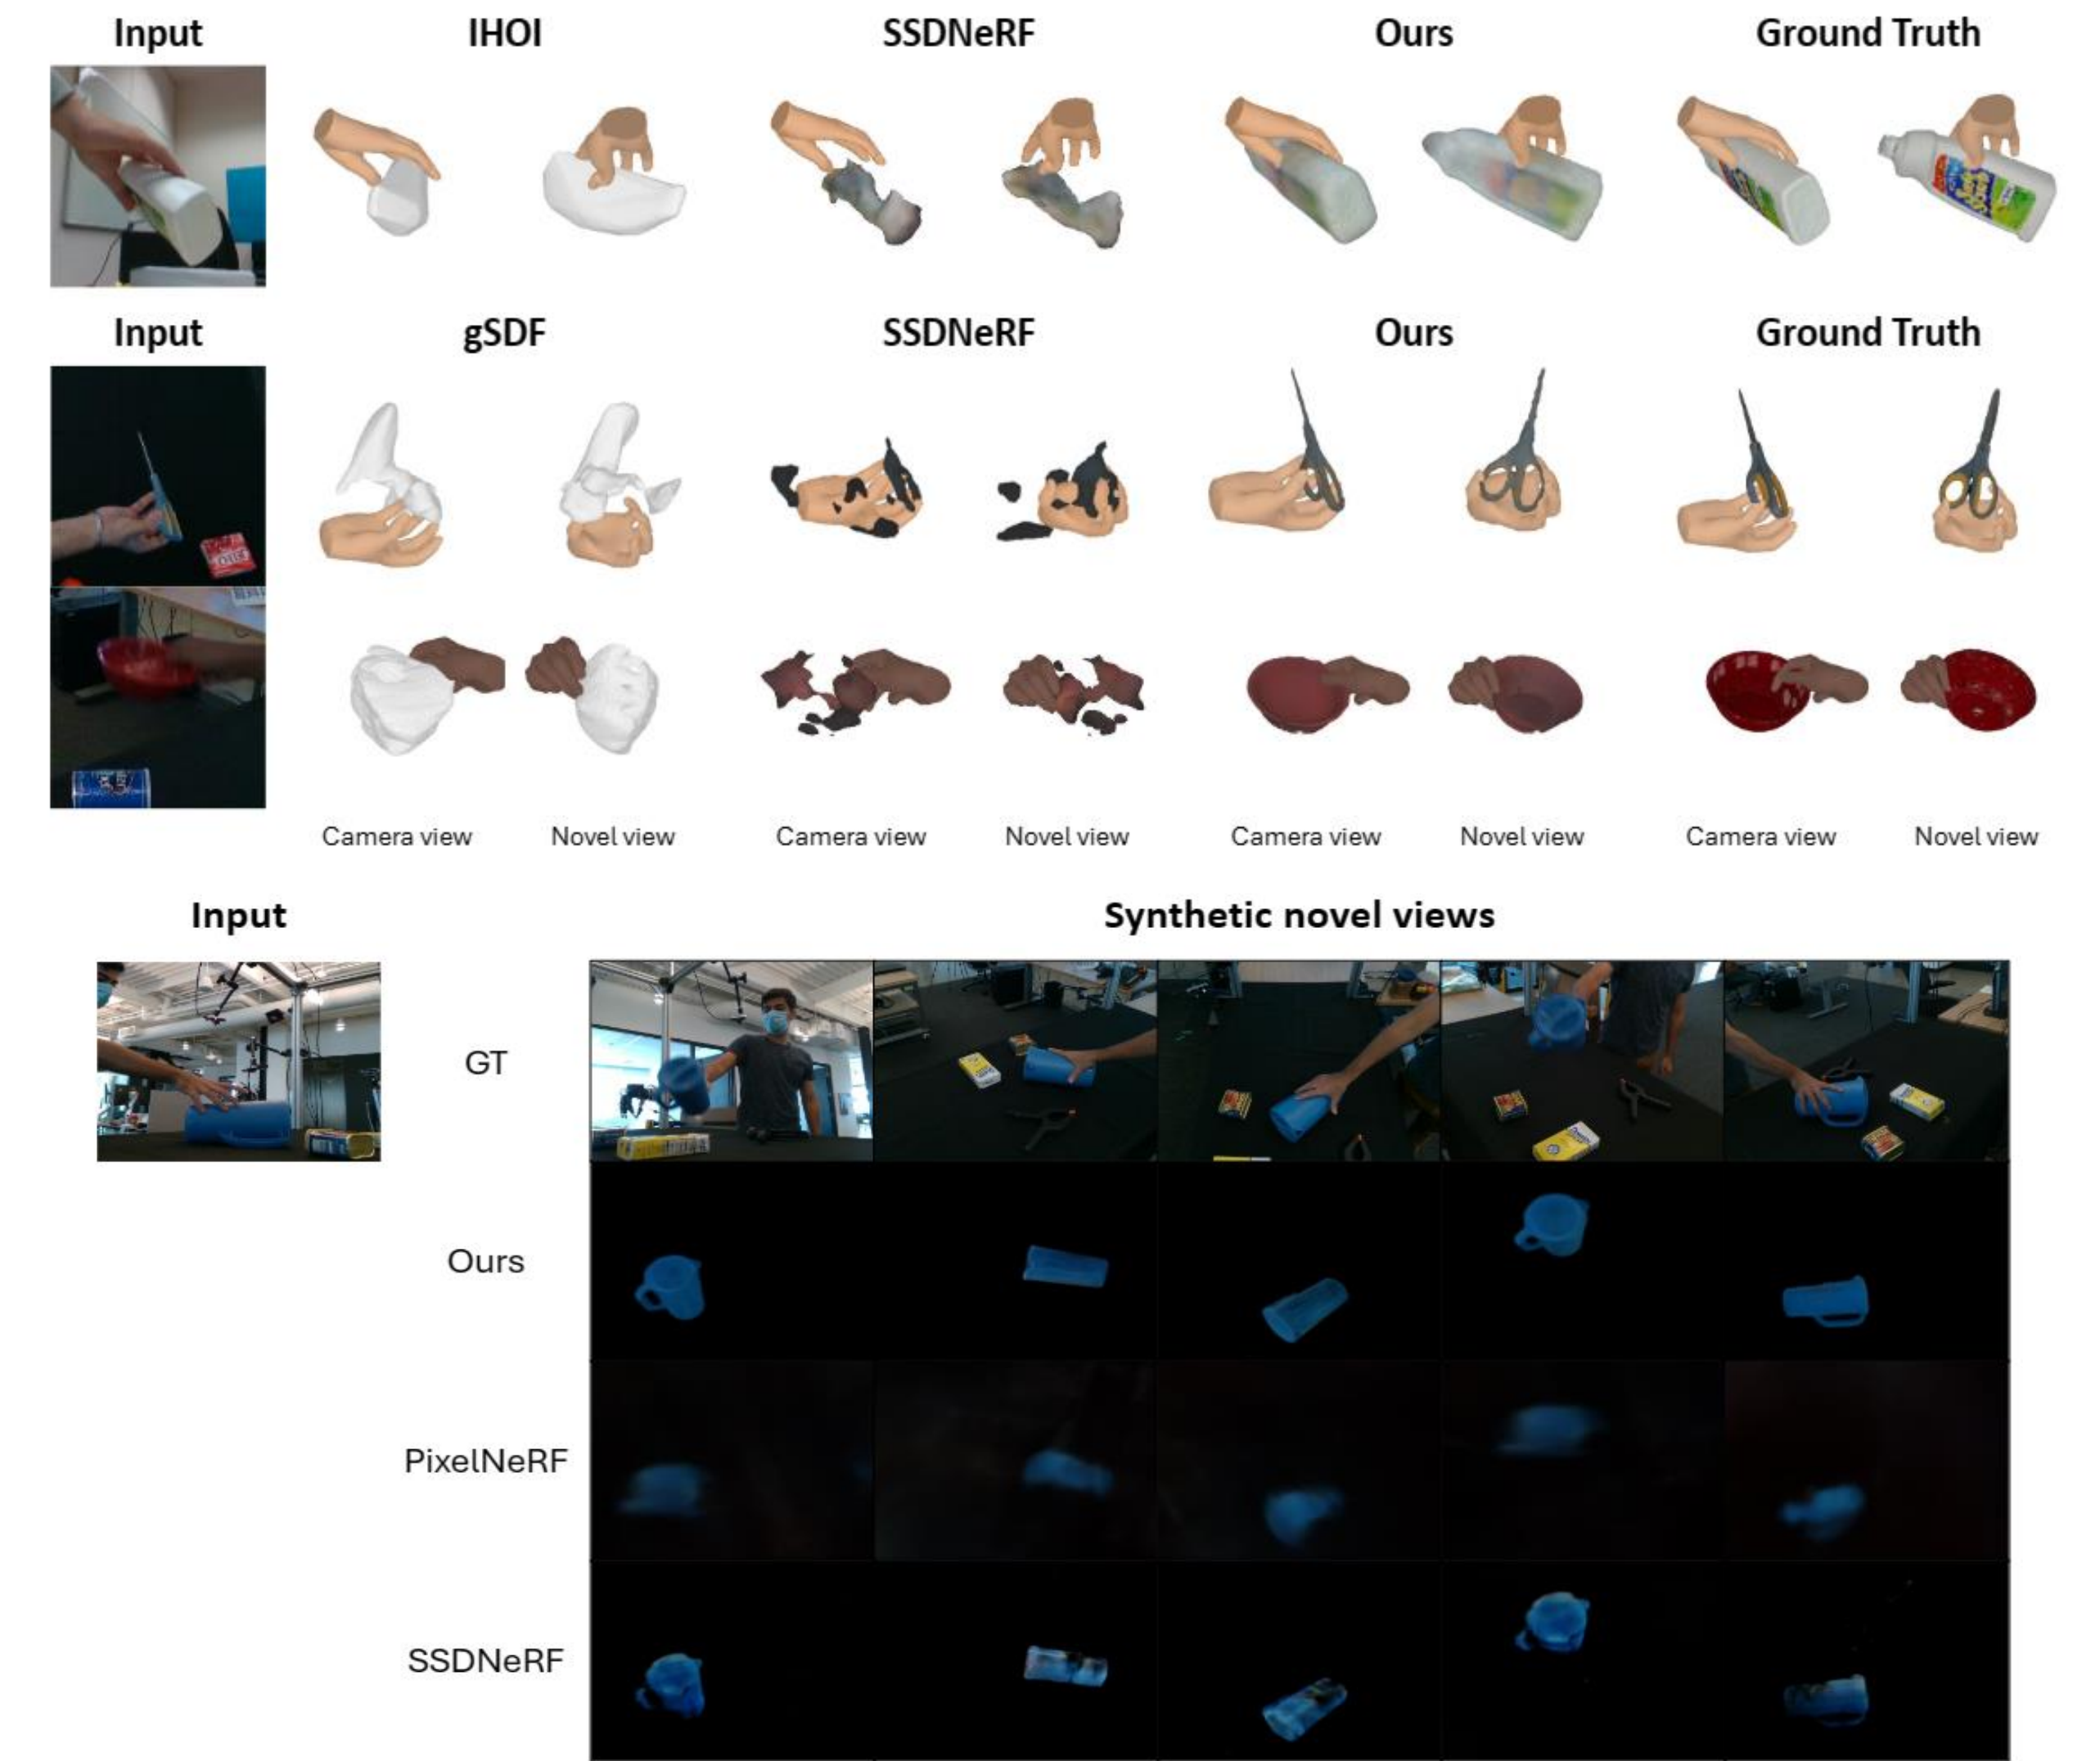 Input IHOI SSDNeRF Ours Ground Truth
Input gSDF SSDNeRF Ours Ground Truth
Camera view Novel view Camera view Novel view Camera view Novel view Camera view Novel view
Input Synthetic novel views
GT
Ours
PixelNeRF
SSDNeRF